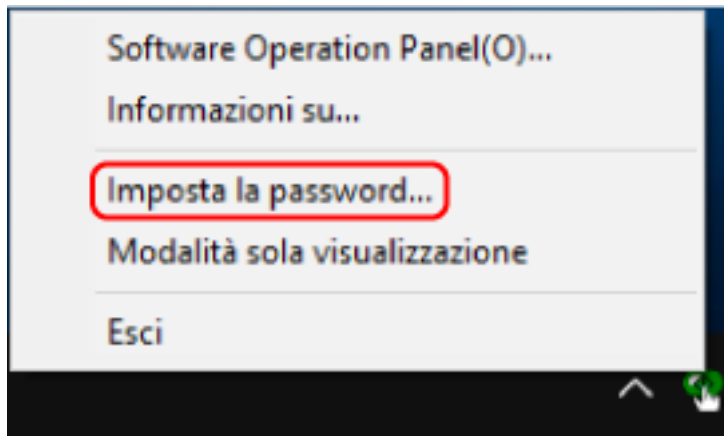 Software Operation Panel(O)...
Informazioni su...
Imposta la password...
Modalità sola visualizzazione
Esci